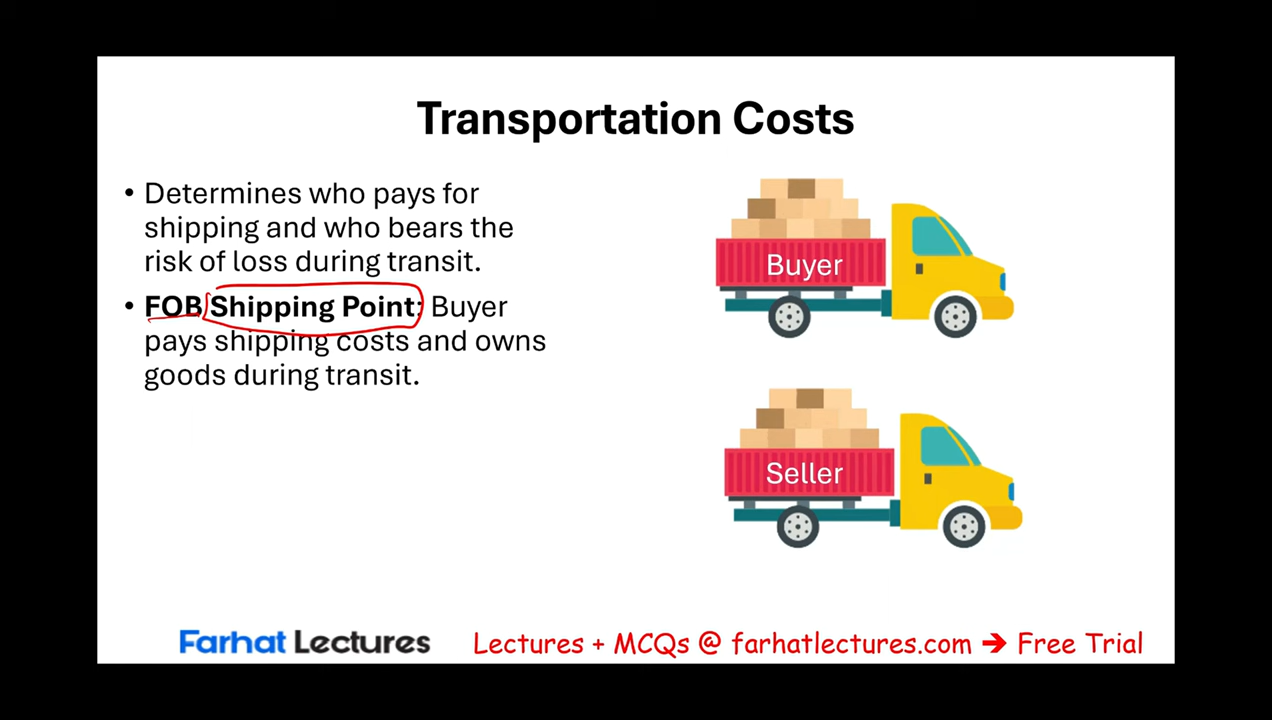 Transportation Costs
• Determines who pays for
shipping and who bears the
risk of loss during transit.
• FOB Shipping Point: Buyer
pays shipping costs and owns
goods during transit.
Buyer
Seller
Farhat Lectures
Lectures + MCQs @ farhatlectures.com → Free Trial